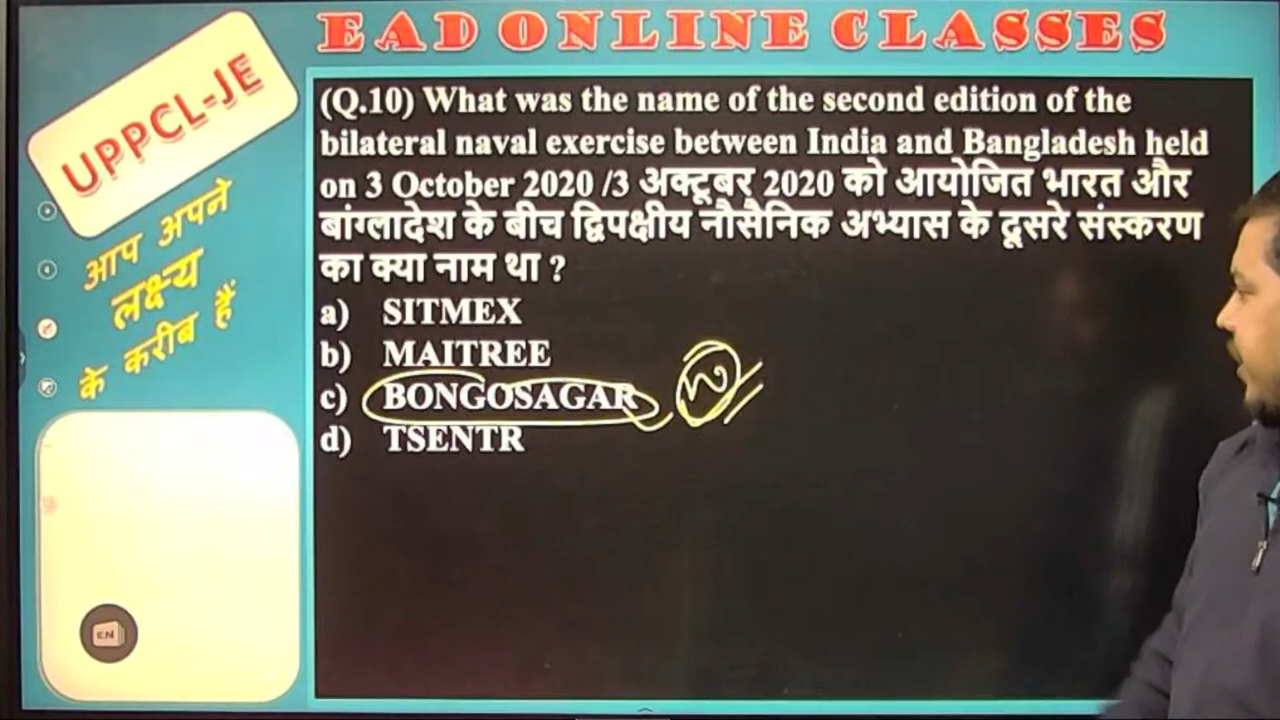 EAD ONLINE CLASSES
UPPCL-JE
आप अपने
लक्ष्य
के करीब हैं
(Q.10) What was the name of the second edition of the
bilateral naval exercise between India and Bangladesh held
on 3 October 2020 /3 अक्टूबर 2020 को आयोजित भारत और
बांग्लादेश के बीच द्विपक्षीय नौसैनिक अभ्यास के दूसरे संस्करण
का क्या नाम था ?
a) SITMEX
b) MAITREE
c) BONGOSAGAR
d) TSENTR
EN